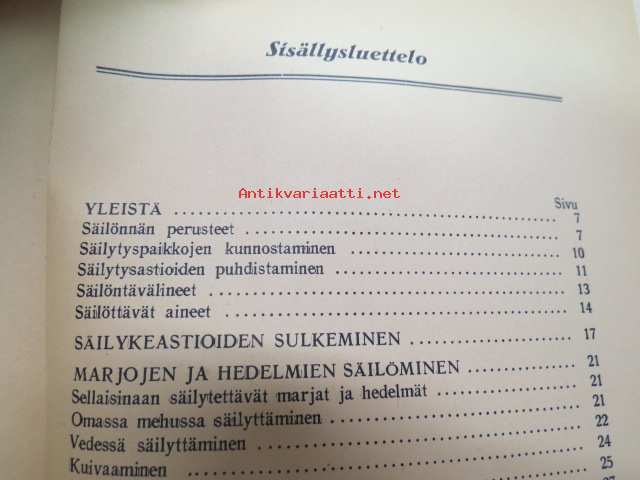 Sisällysluettelo
Antikvariaatti.net
Sivu
YLEISTÄ 7
Säilönnän perusteet 7
Säilytyspaikkojen kunnostaminen 10
Säilytysastioiden puhdistaminen 11
Säilöntävälineet 13
Säilöttävät aineet 14
SÄILYKEASTIOIDEN SULKEMINEN 17
MARJOJEN JA HEDELMIEN SÄILÖMINEN 21
Sellaisinaan säilytettävät marjat ja hedelmät 21
Omassa mehussa säilyttäminen 21
Vedessä säilyttäminen 22
Kuivaaminen 24
25
27